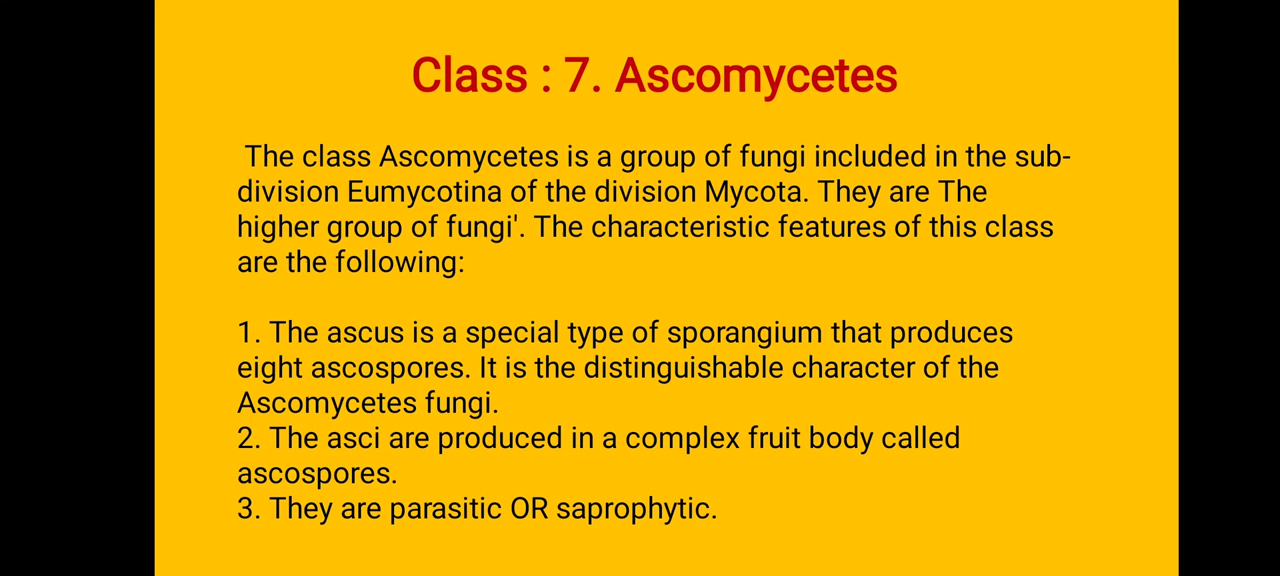 Class : 7. Ascomycetes
The class Ascomycetes is a group of fungi included in the sub-
division Eumycotina of the division Mycota. They are The
higher group of fungi'. The characteristic features of this class
are the following:
1. The ascus is a special type of sporangium that produces
eight ascospores. It is the distinguishable character of the
Ascomycetes fungi.
2. The asci are produced in a complex fruit body called
ascospores.
3. They are parasitic OR saprophytic.